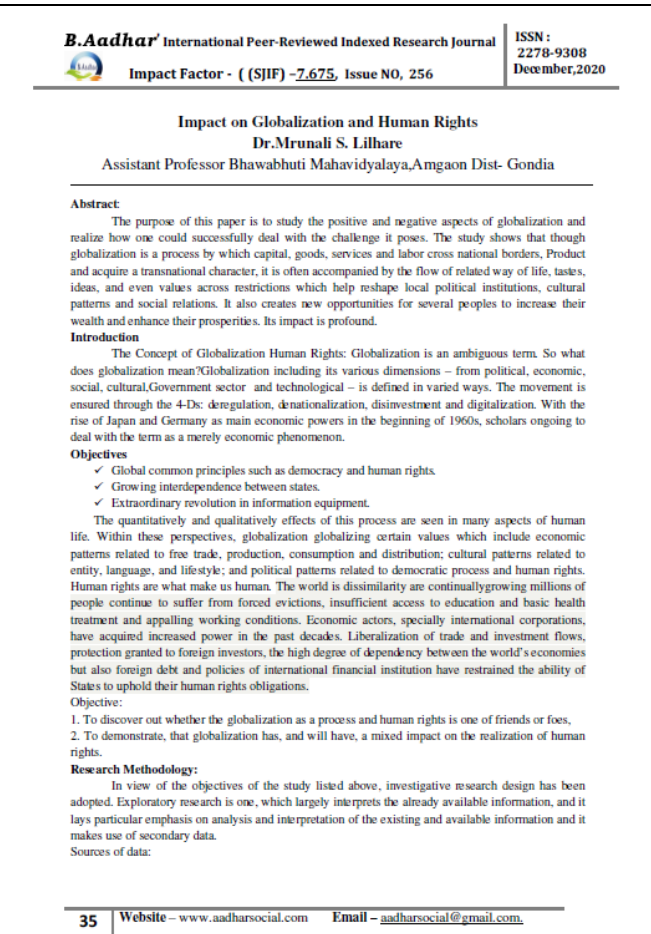 B.Aadhar' International Peer-Reviewed Indexed Research Journal
Impact Factor - ( (SJIF) –7.675, Issue NO, 256
ISSN :
2278-9308
December,2020
Impact on Globalization and Human Rights
Dr.Mrunali S. Lilhare
Assistant Professor Bhawabhuti Mahavidyalaya,Amgaon Dist- Gondia
Abstract:
The purpose of this paper is to study the positive and negative aspects of globalization and
realize how one could successfully deal with the challenge it poses. The study shows that though
globalization is a process by which capital, goods, services and labor cross national borders, Product
and acquire a transnational character, it is often accompanied by the flow of related way of life, tastes,
ideas, and even values across restrictions which help reshape local political institutions, cultural
patterns and social relations. It also creates new opportunities for several peoples to increase their
wealth and enhance their prosperities. Its impact is profound.
Introduction
The Concept of Globalization Human Rights: Globalization is an ambiguous term. So what
does globalization mean?Globalization including its various dimensions – from political, economic,
social, cultural,Government sector and technological – is defined in varied ways. The movement is
ensured through the 4-Ds: deregulation, denationalization, disinvestment and digitalization. With the
rise of Japan and Germany as main economic powers in the beginning of 1960s, scholars ongoing to
deal with the term as a merely economic phenomenon.
Objectives
✓ Global common principles such as democracy and human rights.
✓ Growing interdependence between states.
✓ Extraordinary revolution in information equipment.
The quantitatively and qualitatively effects of this process are seen in many aspects of human
life. Within these perspectives, globalization globalizing certain values which include economic
patterns related to free trade, production, consumption and distribution; cultural patterns related to
entity, language, and lifestyle; and political patterns related to democratic process and human rights.
Human rights are what make us human. The world is dissimilarity are continuallygrowing millions of
people continue to suffer from forced evictions, insufficient access to education and basic health
treatment and appalling working conditions. Economic actors, specially international corporations,
have acquired increased power in the past decades. Liberalization of trade and investment flows,
protection granted to foreign investors, the high degree of dependency between the world's economies
but also foreign debt and policies of international financial institution have restrained the ability of
States to uphold their human rights obligations.
Objective:
1. To discover out whether the globalization as a process and human rights is one of friends or foes,
2. To demonstrate, that globalization has, and will have, a mixed impact on the realization of human
rights.
Research Methodology:
In view of the objectives of the study listed above, investigative research design has been
adopted. Exploratory research is one, which largely interprets the already available information, and it
lays particular emphasis on analysis and interpretation of the existing and available information and it
makes use of secondary data.
Sources of data:
35 Website – www.aadharsocial.com Email – aadharsocial@gmail.com.